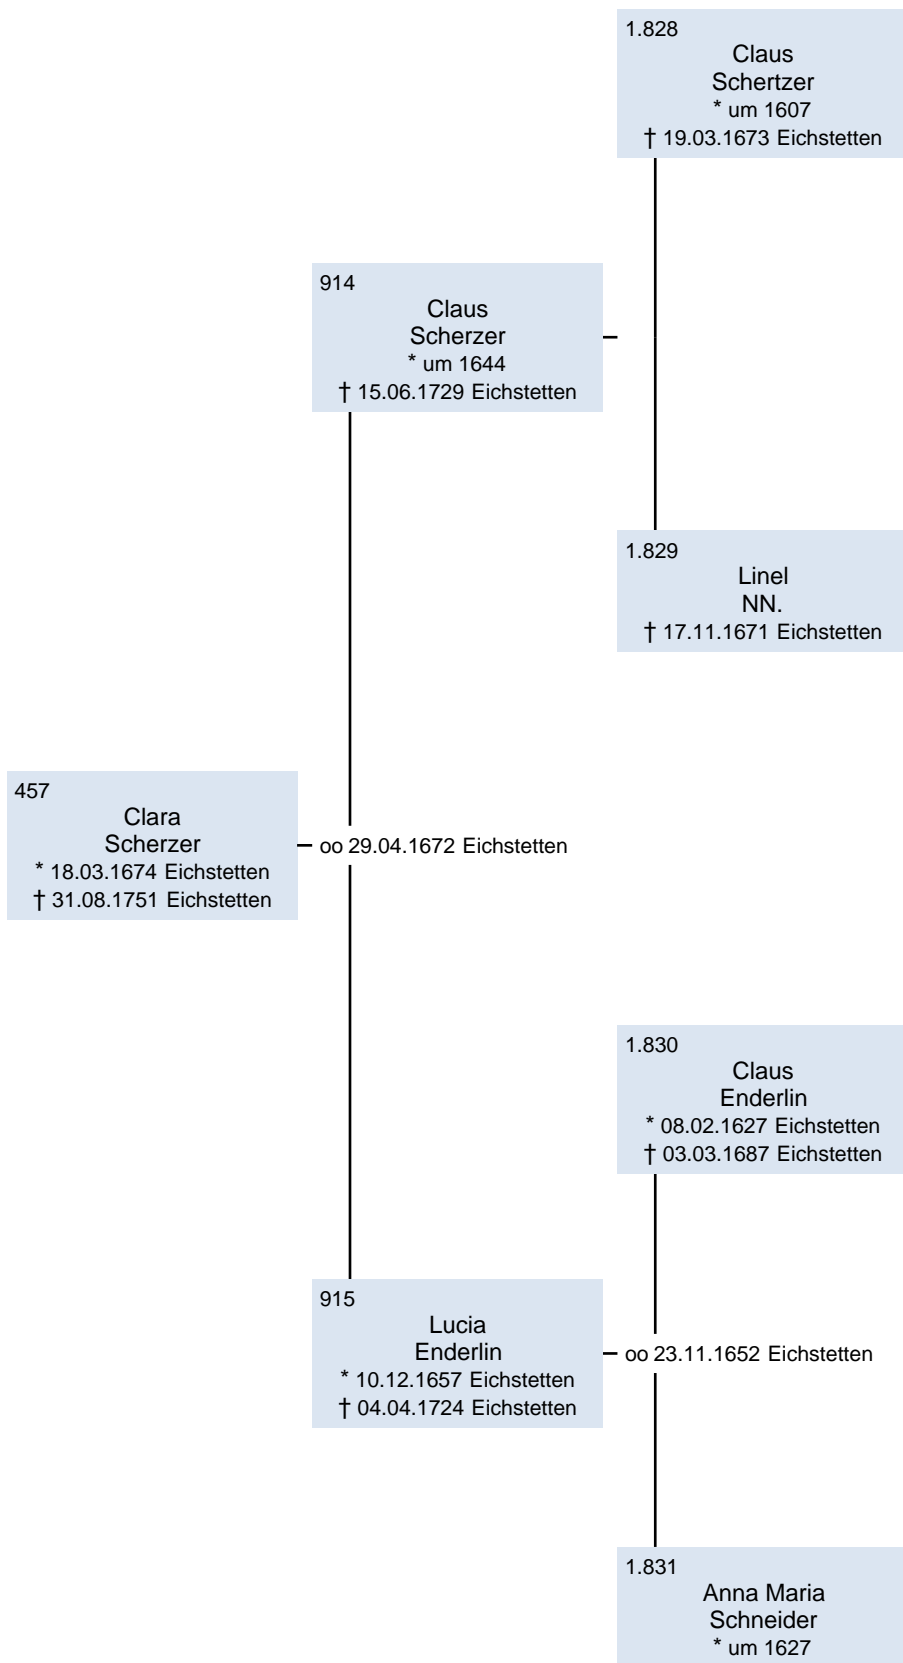 1.828
Claus
Schertzer
* um 1607
† 19.03.1673 Eichstetten
914
Claus
Scherzer
* um 1644
† 15.06.1729 Eichstetten
1.829
Linel
NN.
† 17.11.1671 Eichstetten
457
Clara
Scherzer
* 18.03.1674 Eichstetten
† 31.08.1751 Eichstetten
oo 29.04.1672 Eichstetten
1.830
Claus
Enderlin
* 08.02.1627 Eichstetten
† 03.03.1687 Eichstetten
915
Lucia
Enderlin
* 10.12.1657 Eichstetten
† 04.04.1724 Eichstetten
oo 23.11.1652 Eichstetten
1.831
Anna Maria
Schneider
* um 1627